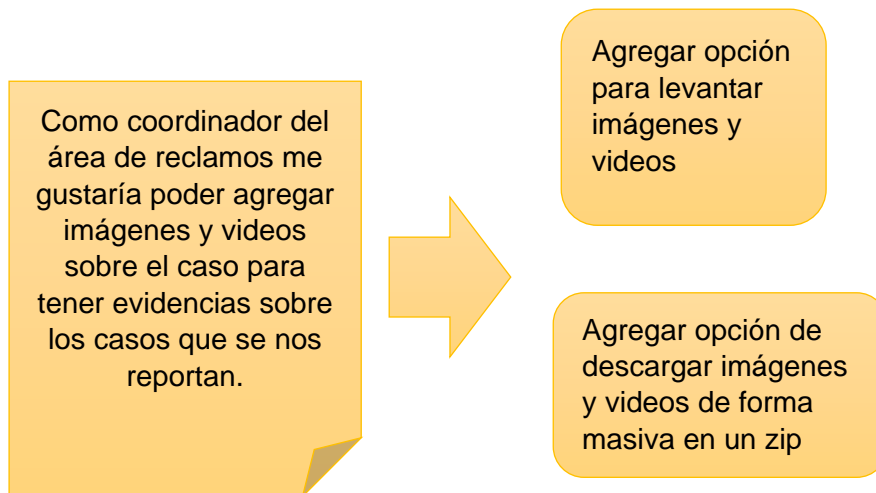 Como coordinador del
área de reclamos me
gustaría poder agregar
imágenes y videos
sobre el caso para
tener evidencias sobre
los casos que se nos
reportan.
Agregar opción
para levantar
imágenes y
videos
Agregar opción de
descargar imágenes
y videos de forma
masiva en un zip